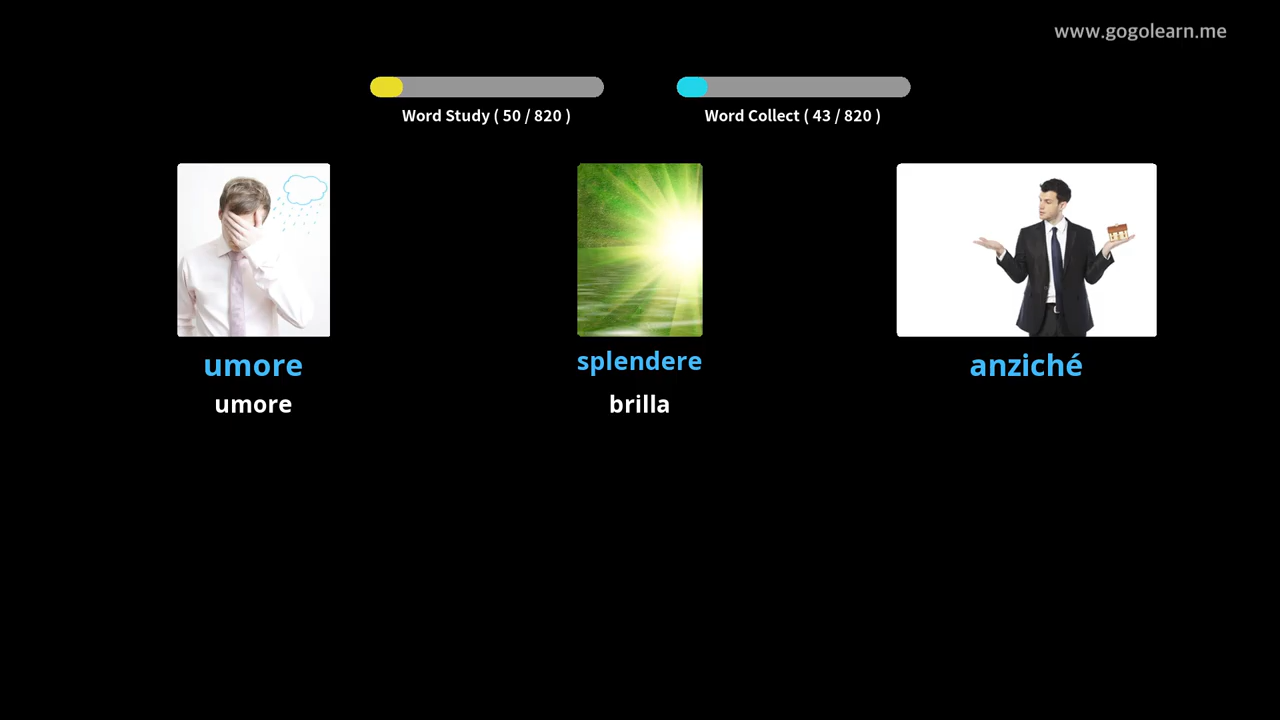 www.gogolearn.me
Word Study ( 50 / 820 )
Word Collect ( 43 / 820 )
umore
splendere
anziché
umore
brilla